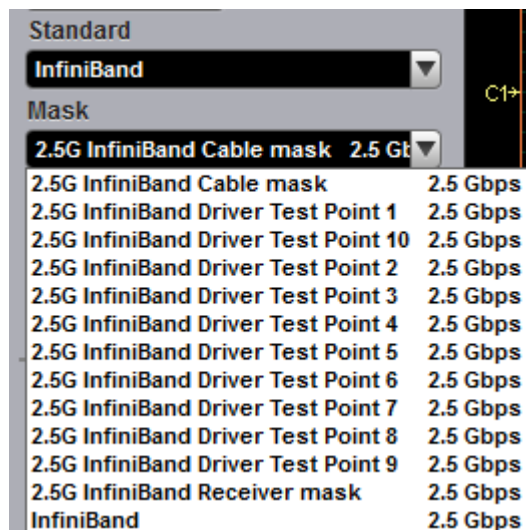 Standard
InfiniBand
C1
Mask
2.5G InfiniBand Cable mask 2.5
2.5G InfiniBand Cable mask 2.5 Gbps
2.5G InfiniBand Driver Test Point 1 2.5 Gbps
2.5G InfiniBand Driver Test Point 10 2.5 Gbps
2.5G InfiniBand Driver Test Point 2 2.5 Gbps
2.5G InfiniBand Driver Test Point 3 2.5 Gbps
2.5G InfiniBand Driver Test Point 4 2.5 Gbps
2.5G InfiniBand Driver Test Point 5 2.5 Gbps
2.5G InfiniBand Driver Test Point 6 2.5 Gbps
2.5G InfiniBand Driver Test Point 7 2.5 Gbps
2.5G InfiniBand Driver Test Point 8 2.5 Gbps
2.5G InfiniBand Driver Test Point 9 2.5 Gbps
2.5G InfiniBand Receiver mask 2.5 Gbps
InfiniBand 2.5 Gbps